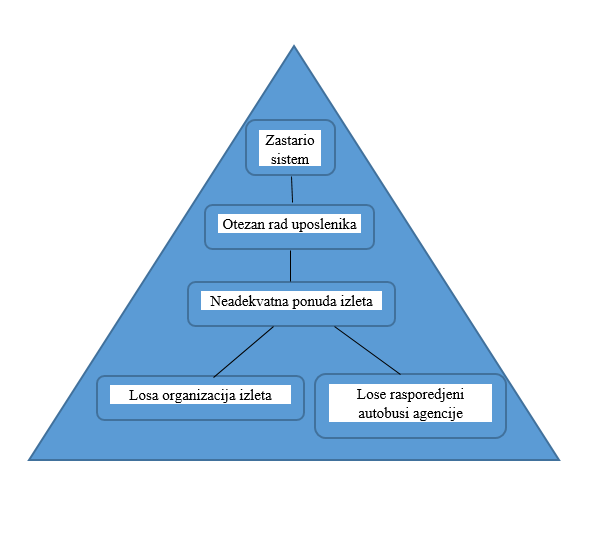 Zastario
sistem
Otezan rad uposlenika
Neadekvatna ponuda izleta
Losa organizacija izleta
Lose rasporedjeni
autobusi agencije